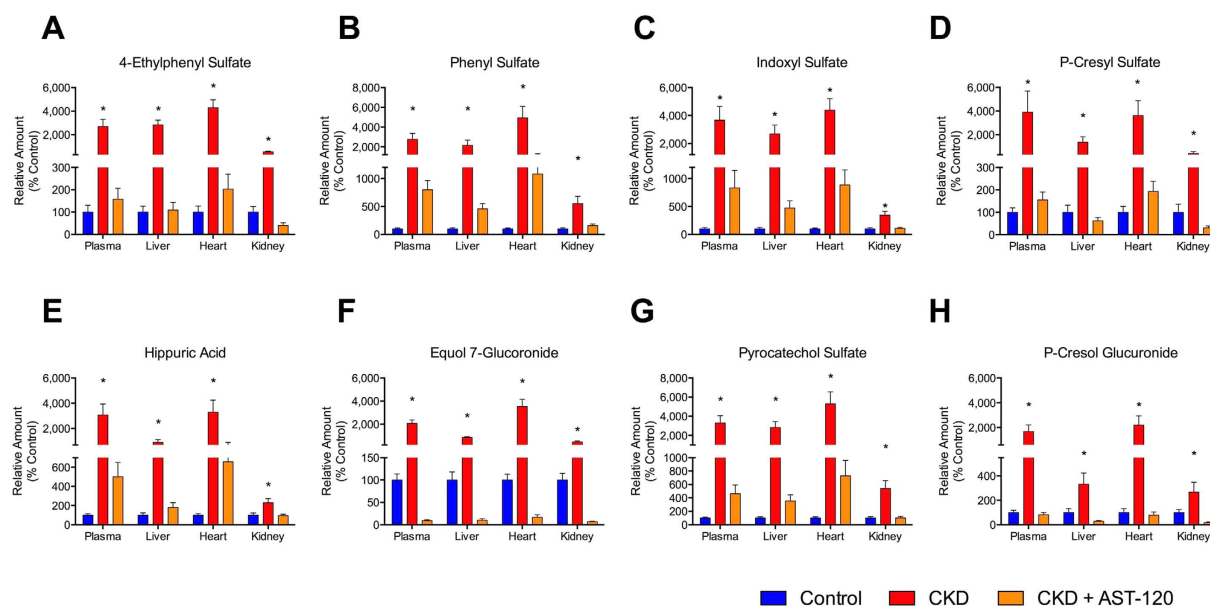 A
4-Ethylphenyl Sulfate
Relative Amount
(% Control)
6,000
4,000
2,000
300
200
100
0
* * * *
Plasma Liver Heart Kidney
B
Phenyl Sulfate
Relative Amount
(% Control)
8,000
6,000
4,000
2,000
1000
500
0
* * * *
Plasma Liver Heart Kidney
C
Indoxyl Sulfate
Relative Amount
(% Control)
6,000
4,000
2,000
1000
500
0
* * * *
Plasma Liver Heart Kidney
D
P-Cresyl Sulfate
Relative Amount
(% Control)
6,000
4,000
2,000
300
200
100
0
* * * *
Plasma Liver Heart Kidney
E
Hippuric Acid
Relative Amount
(% Control)
6,000
4,000
2,000
600
400
200
0
* * * *
Plasma Liver Heart Kidney
F
Equol 7-Glucoronide
Relative Amount
(% Control)
6,000
4,000
2,000
150
100
50
0
* * * *
Plasma Liver Heart Kidney
G
Pyrocatechol Sulfate
Relative Amount
(% Control)
8,000
6,000
4,000
2,000
1000
800
600
400
200
0
* * * *
Plasma Liver Heart Kidney
H
P-Cresol Glucuronide
Relative Amount
(% Control)
6,000
4,000
2,000
400
200
0
* * * *
Plasma Liver Heart Kidney
Control CKD CKD + AST-120